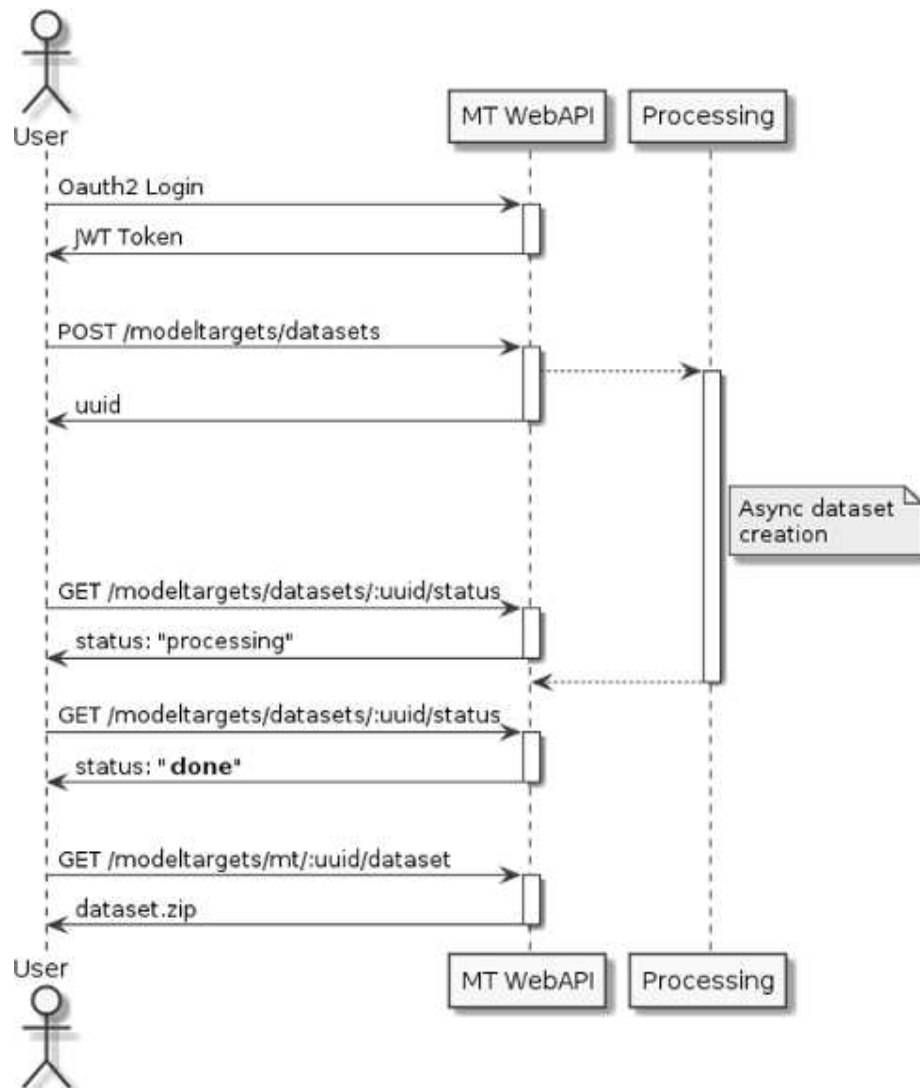 User
MT WebAPI
Processing
Oauth2 Login
JWT Token
POST /modeltargets/datasets
uuid
Async dataset
creation
GET /modeltargets/datasets/:uuid/status
status: "processing"
GET /modeltargets/datasets/:uuid/status
status: "done"
GET /modeltargets/mt/:uuid/dataset
dataset.zip
User
MT WebAPI
Processing